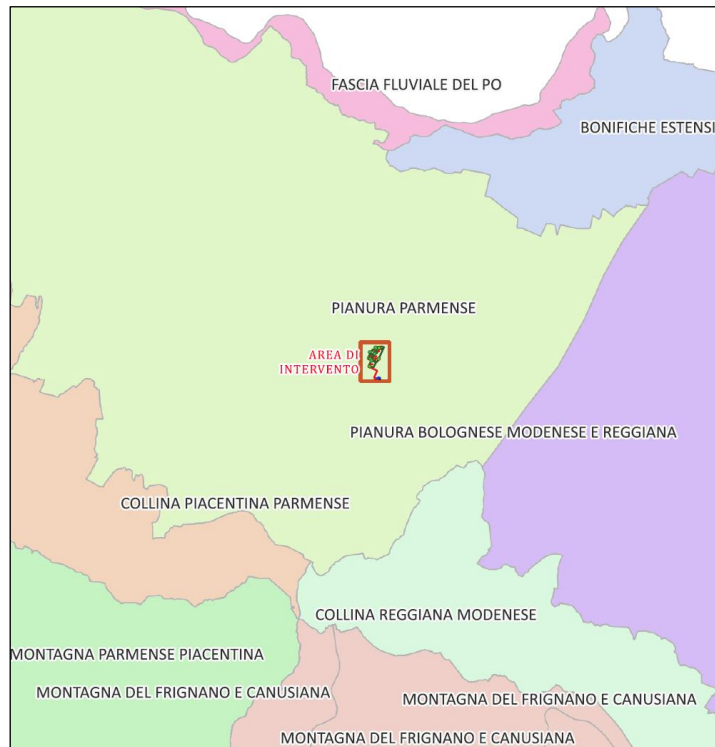 FASCIA FLUVIALE DEL PO
BONIFICHE ESTENSI
PIANURA PARMENSE
AREA DI
INTERVENTO
PIANURA BOLOGNESE MODENESE E REGGIANA
COLLINA PIACENTINA PARMENSE
COLLINA REGGIANA MODENESE
MONTAGNA PARMENSE PIACENTINA
MONTAGNA DEL FRIGNANO E CANUSIANA
MONTAGNA DEL FRIGNANO E CANUSIANA
MONTAGNA DEL FRIGNANO E CANUSIANA